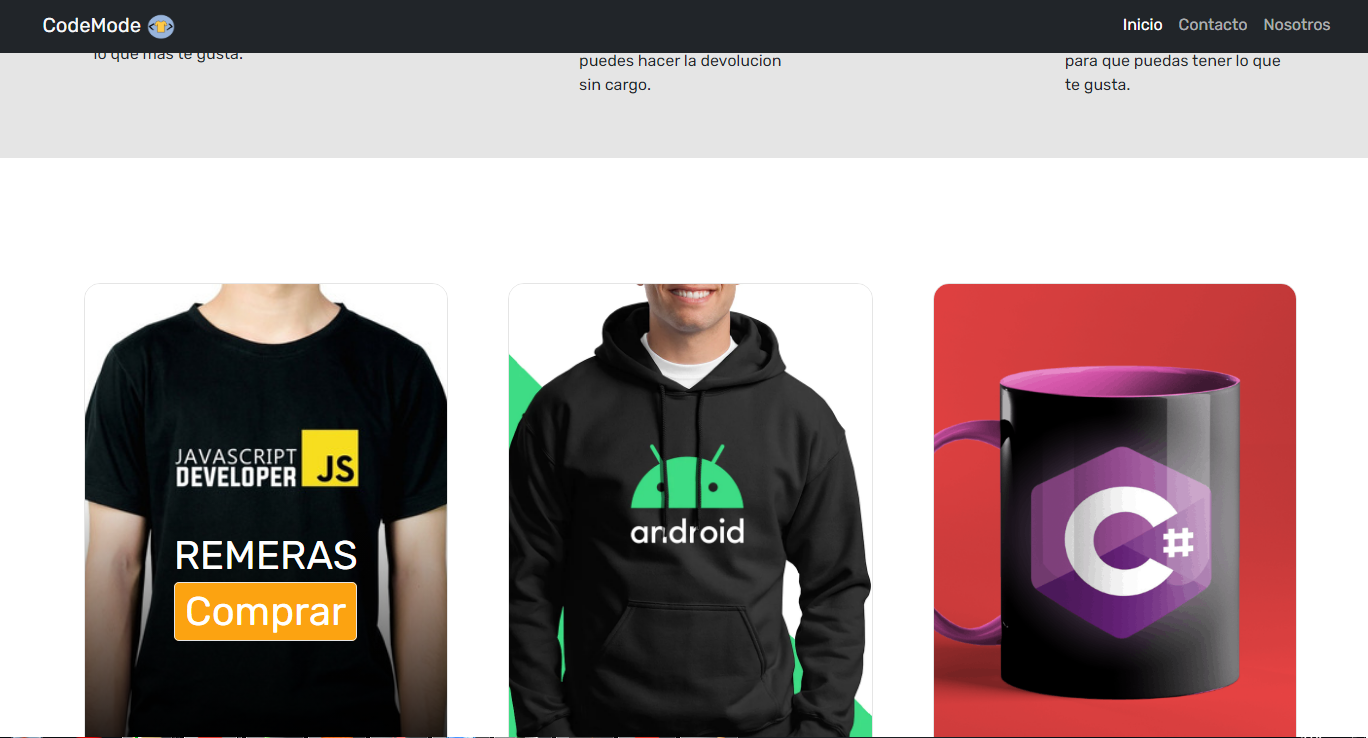 CodeMode
Inicio Contacto Nosotros
lo que mas te gusta.
puedes hacer la devolucion
sin cargo.
para que puedas tener lo que
te gusta.
JAVASCRIPT
DEVELOPER JS
REMERAS
Comprar
android
C#